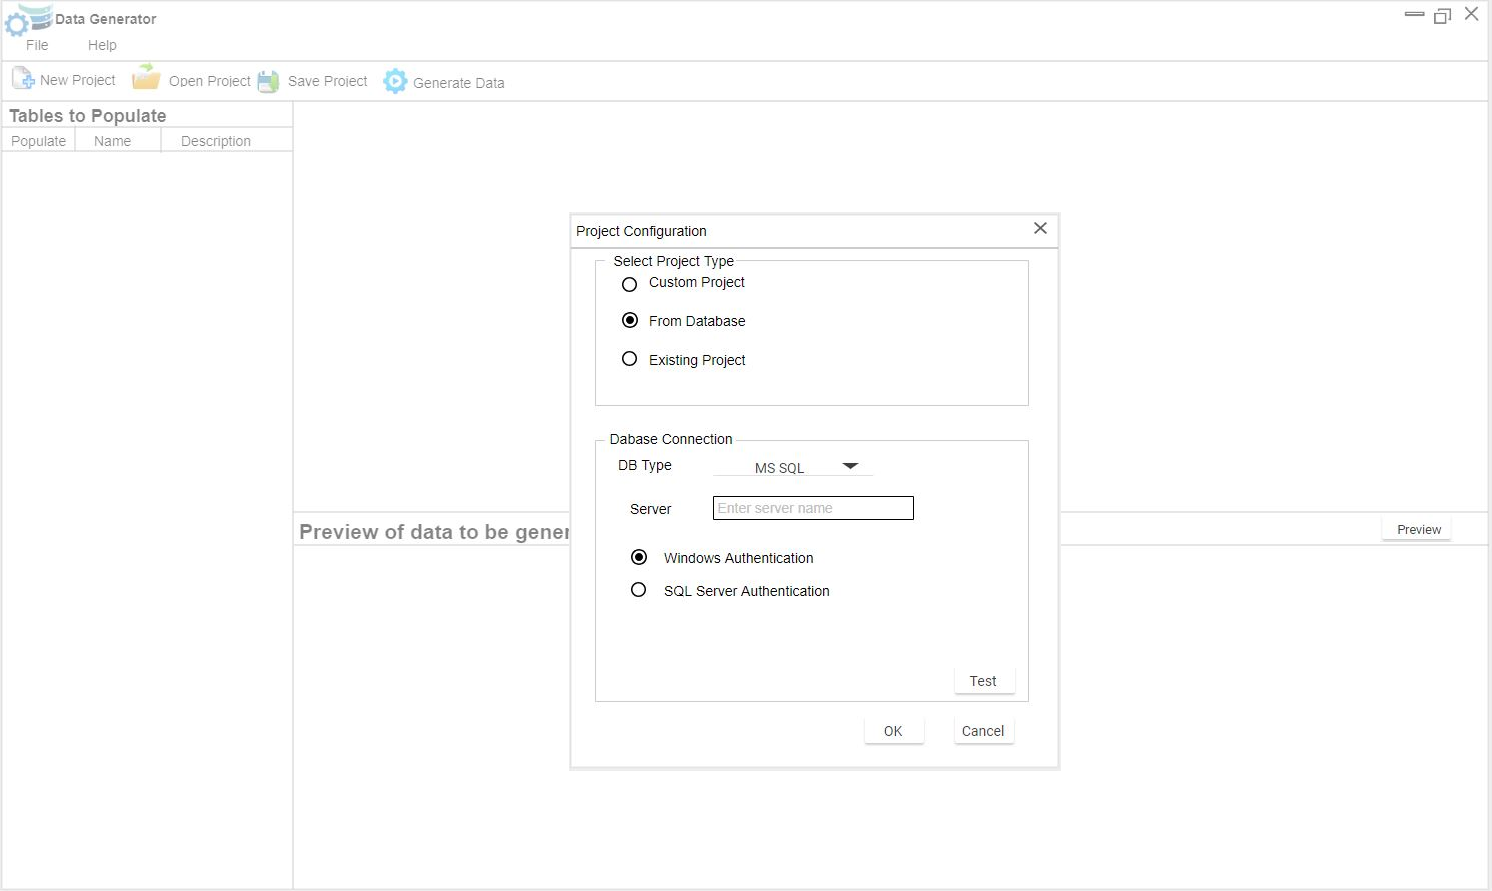 Data Generator
File Help
New Project Open Project Save Project Generate Data
Tables to Populate
Populate Name Description
Project Configuration
Select Project Type
Custom Project
From Database
Existing Project
Dabase Connection
DB Type MS SQL
Server Enter server name
Preview of data to be gener
Preview
Windows Authentication
SQL Server Authentication
Test
OK Cancel